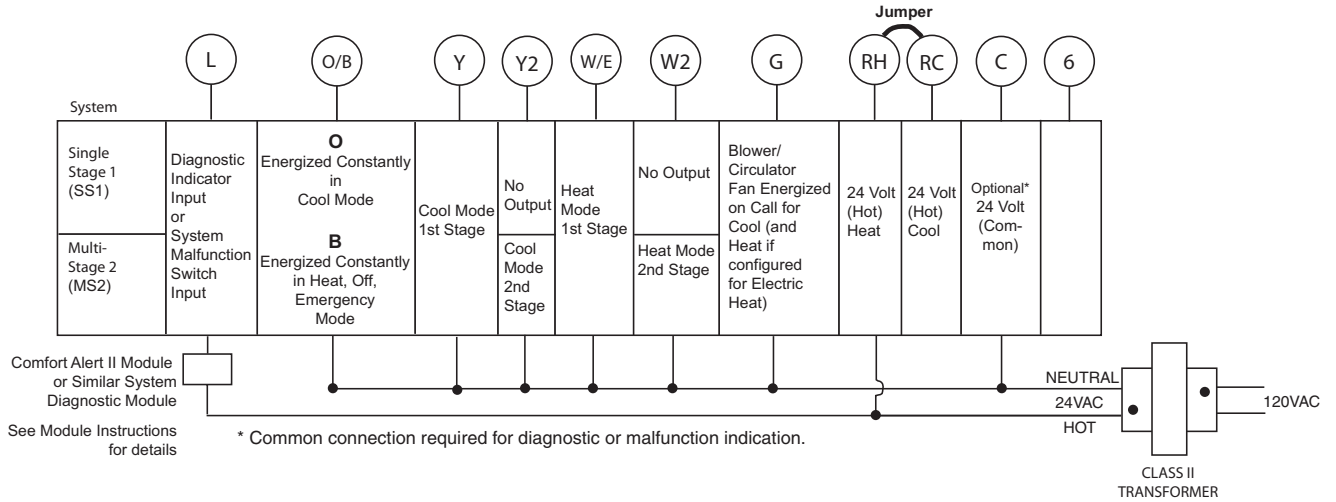 Jumper
L
O/B
Y
Y2
W/E
W2
G
RH
RC
C
6
System
Single
Stage 1
(SS1)
Multi-
Stage 2
(MS2)
Diagnostic
Indicator
Input
or
System
Malfunction
Switch
Input
O
Energized Constantly
in
Cool Mode
B
Energized Constantly
in Heat, Off,
Emergency
Mode
Cool Mode
1st Stage
No
Output
Cool
Mode
2nd
Stage
Heat
Mode
1st Stage
No Output
Heat Mode
2nd Stage
Blower/
Circulator
Fan Energized
on Call for
Cool (and
Heat if
configured
for Electric
Heat)
24 Volt
(Hot)
Heat
24 Volt
(Hot)
Cool
Optional*
24 Volt
(Com-
mon)
Comfort Alert II Module
or Similar System
Diagnostic Module
See Module Instructions
for details
* Common connection required for diagnostic or malfunction indication.
NEUTRAL
24VAC
HOT
120VAC
CLASS II
TRANSFORMER